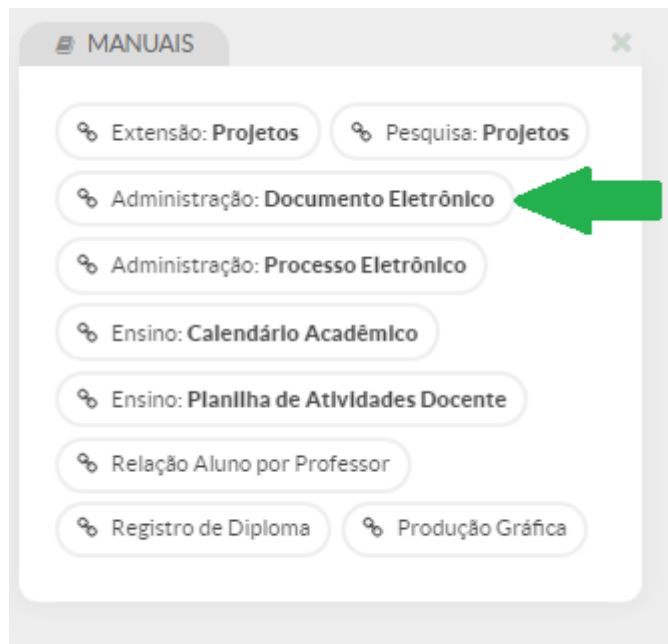 MANUAIS
Extensão: Projetos
Pesquisa: Projetos
Administração: Documento Eletrônico
Administração: Processo Eletrônico
Ensino: Calendário Acadêmico
Ensino: Planilha de Atividades Docente
Relação Aluno por Professor
Registro de Diploma
Produção Gráfica